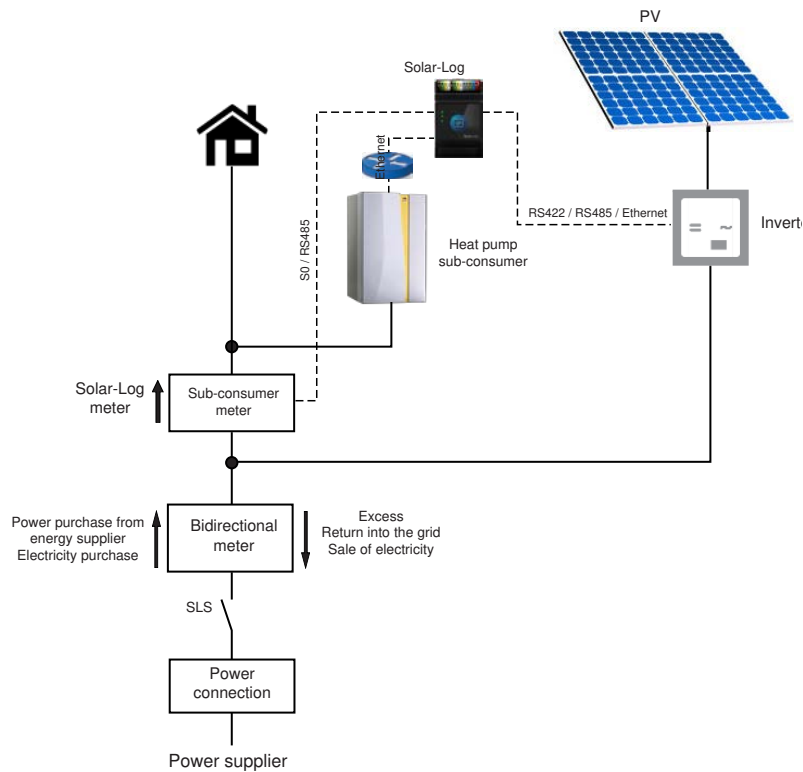 PV
Solar-Log
Ethernet
RS422 / RS485 / Ethernet
Inverte
S0 / RS485
Heat pump
sub-consumer
Solar-Log
meter
Sub-consumer
meter
Power purchase from
energy supplier
Electricity purchase
Bidirectional
meter
Excess
Return into the grid
Sale of electricity
SLS
Power
connection
Power supplier